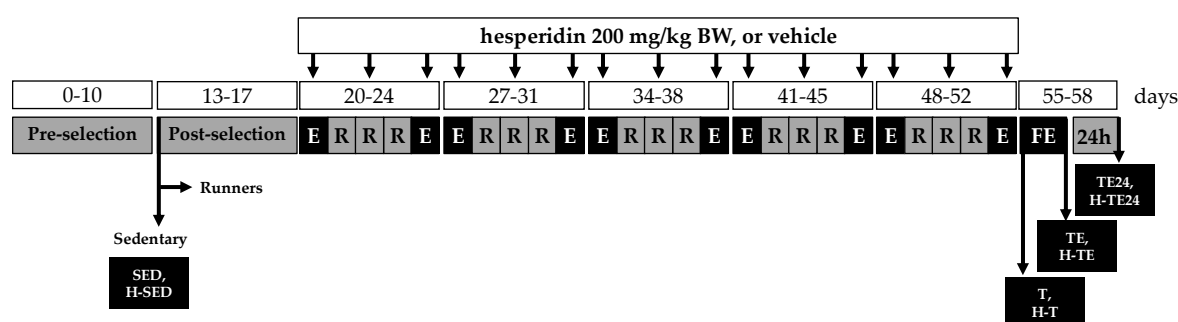 hesperidin 200 mg/kg BW, or vehicle
0-10 13-17 20-24 27-31 34-38 41-45 48-52 55-58 days
Pre-selection Post-selection E R R R E E R R R E E R R R E E R R R E E R R R E FE 24h
Runners
Sedentary
SED,
H-SED
TE24,
H-TE24
TE,
H-TE
T,
H-T